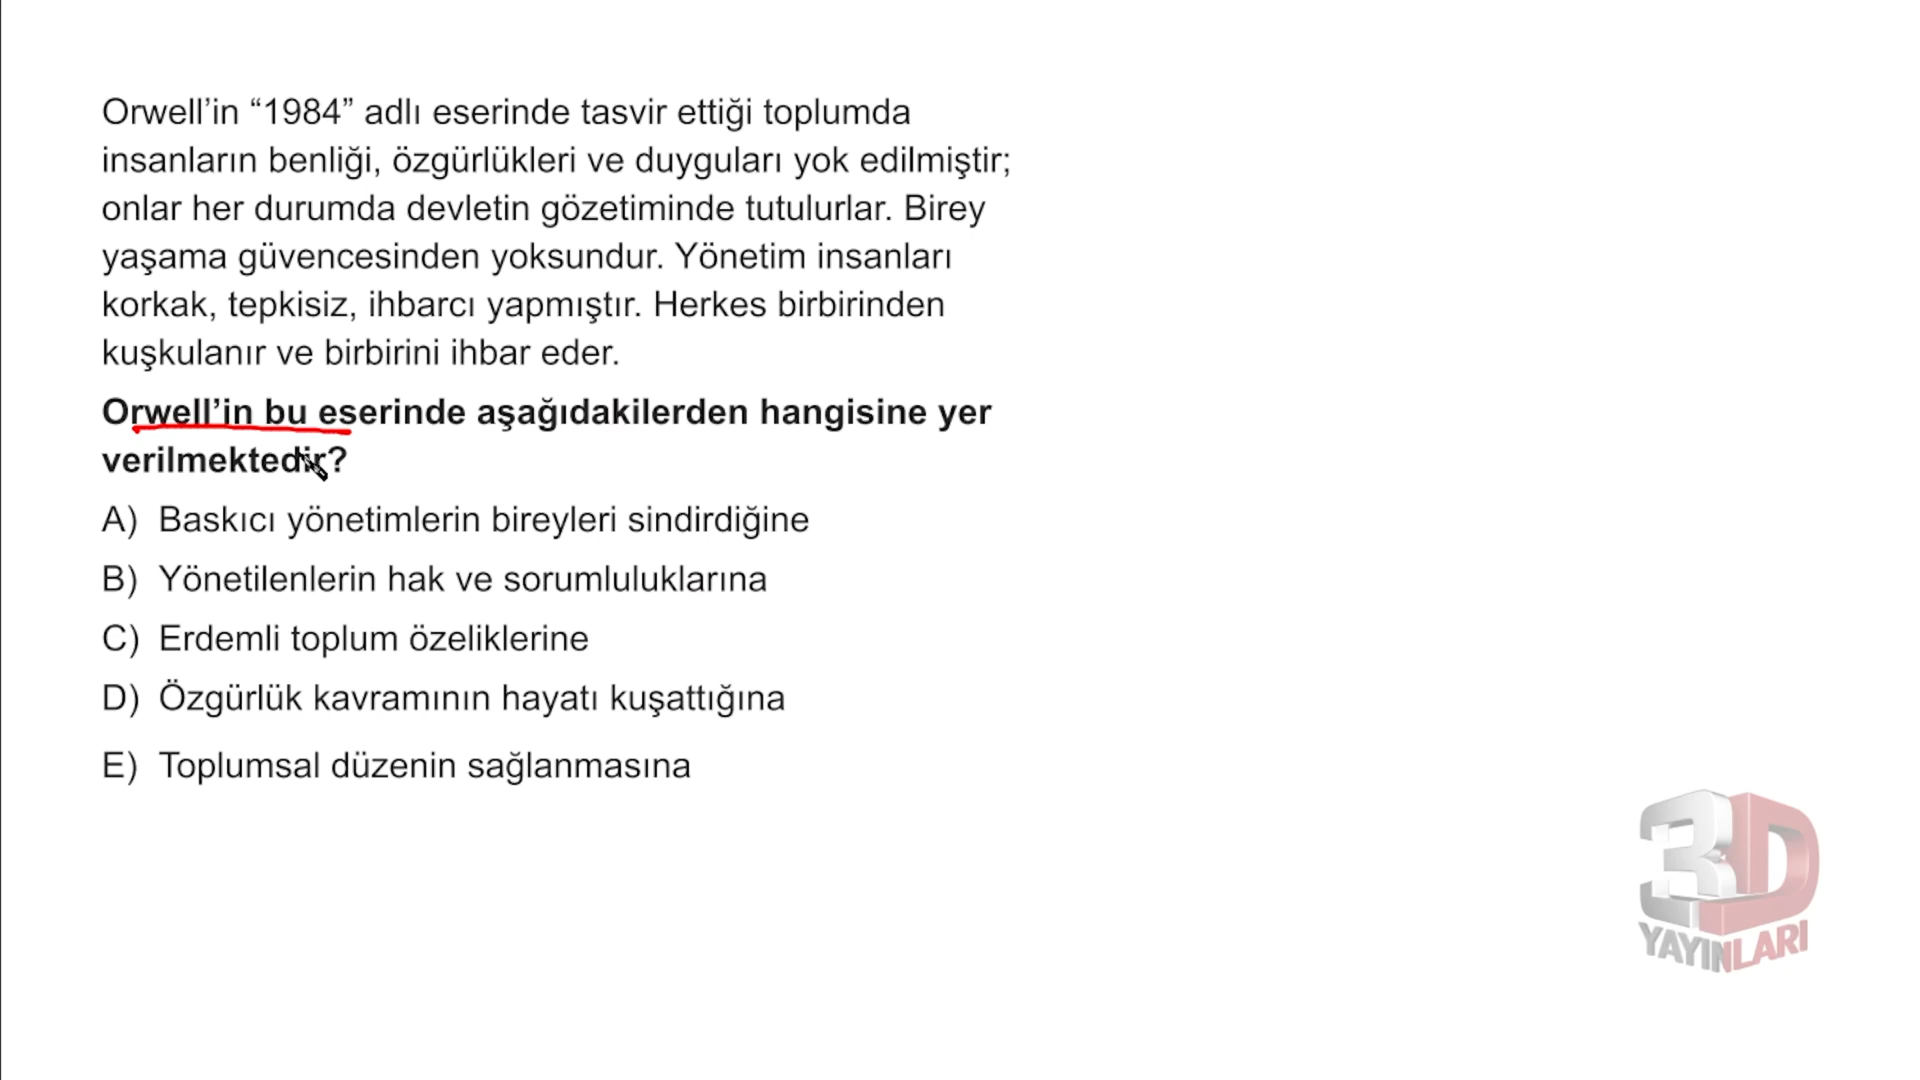 Orwell’in “1984” adlı eserinde tasvir ettiği toplumda
insanların benliği, özgürlükleri ve duyguları yok edilmiştir;
onlar her durumda devletin gözetiminde tutulurlar. Birey
yaşama güvencesinden yoksundur. Yönetim insanları
korkak, tepkisiz, ihbarcı yapmıştır. Herkes birbirinden
kuşkulanır ve birbirini ihbar eder.
Orwell’in bu eserinde aşağıdakilerden hangisine yer
verilmektedir?
A) Baskıcı yönetimlerin bireyleri sindirdiğine
B) Yönetilenlerin hak ve sorumluluklarına
C) Erdemli toplum özeliklerine
D) Özgürlük kavramının hayatı kuşattığına
E) Toplumsal düzenin sağlanmasına
3D
YAYINLARI